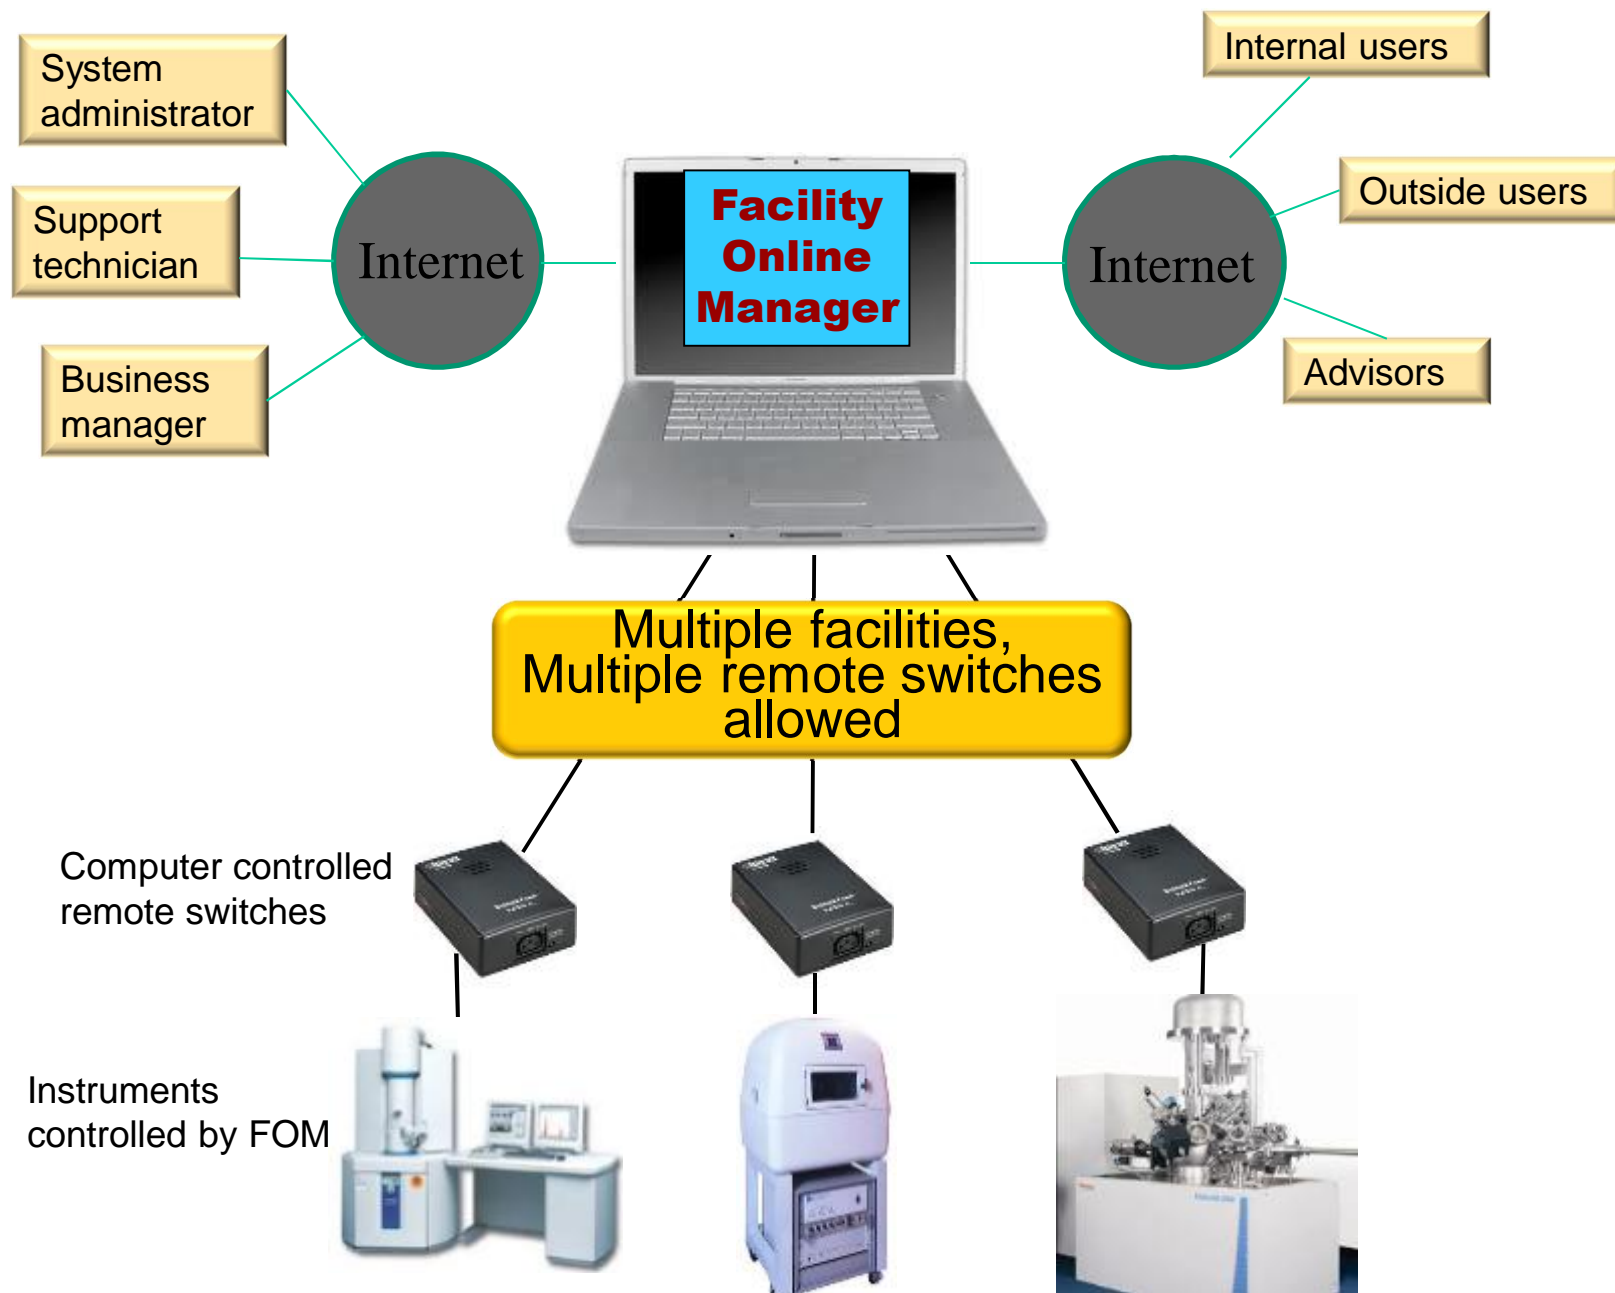 System
administrator
Support
technician
Business
manager
Internet
Facility
Online
Manager
Internet
Internal users
Outside users
Advisors
Multiple facilities,
Multiple remote switches
allowed
Computer controlled
remote switches
Instruments
controlled by FOM